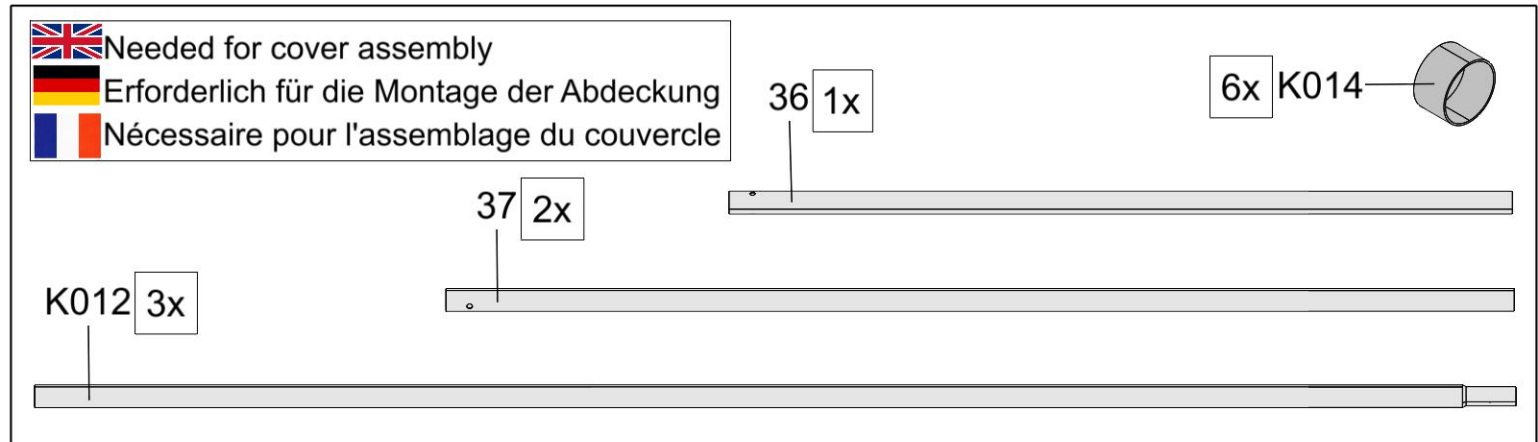 Needed for cover assembly
Erforderlich für die Montage der Abdeckung
Nécessaire pour l'assemblage du couvercle
36 1x
6x K014
37 2x
K012 3x